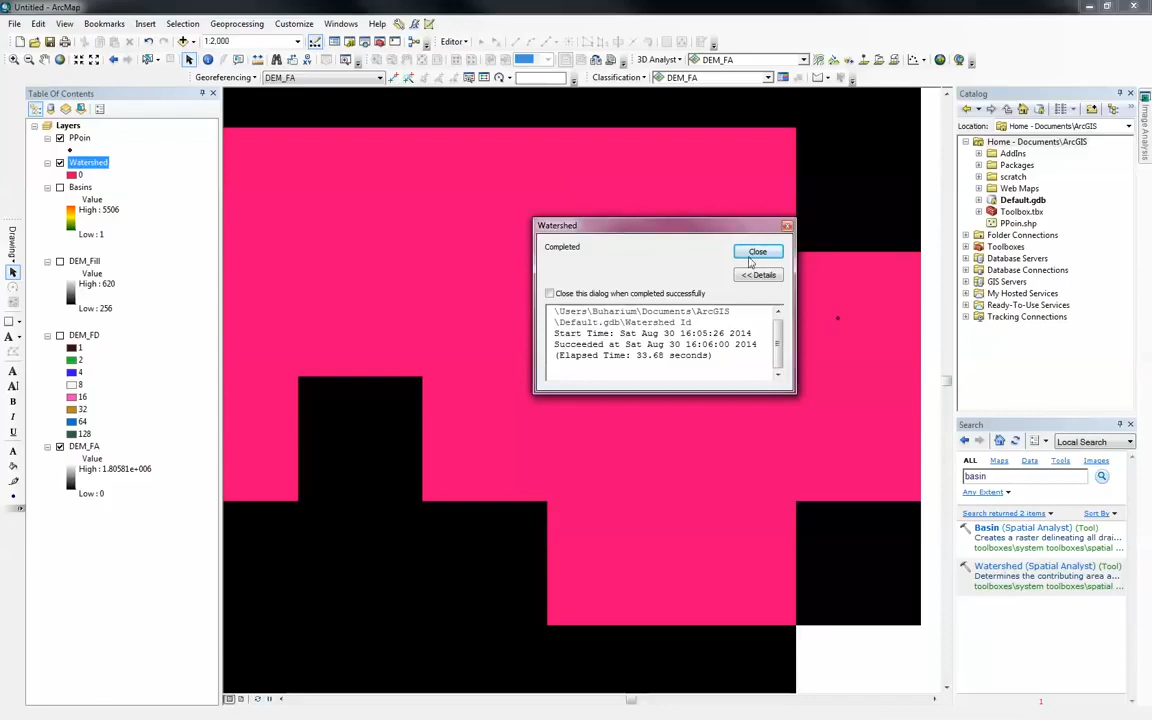 Untitled - ArcMap
File Edit View Bookmarks Insert Selection Geoprocessing Customize Windows Help
1:2.000
Editor
3D Analyst
DEM_FA
Georeferencing
DEM_FA
Classification
DEM_FA
Table Of Contents
Layers
PPoin
Watershed
0
Basins
Value
High : 5506
Low : 1
DEM_Fill
Value
High : 620
Low : 256
DEM_FD
1
2
4
8
16
32
64
128
DEM_FA
Value
High : 1.80581e+006
Low : 0
Drawing
Watershed
Completed
Close
<< Details
Close this dialog when completed successfully
\Users\Buharium\Documents\ArcGIS
\Default.gdb\Watershed Id
Start Time: Sat Aug 30 16:05:26 2014
Succeeded at Sat Aug 30 16:06:00 2014
(Elapsed Time: 33.68 seconds)
Catalog
Location: Home - Documents\ArcGIS
Home - Documents\ArcGIS
AddIns
Packages
scratch
Web Maps
Default.gdb
Toolbox.tbx
PPoin.shp
Folder Connections
Toolboxes
Database Servers
Database Connections
GIS Servers
My Hosted Services
Ready-To-Use Services
Tracking Connections
Image Analysis
Search
Local Search
ALL Maps Data Tools Images
basin
Any Extent
Search returned 2 items
Sort By
Basin (Spatial Analyst) (Tool)
Creates a raster delineating all drai...
toolboxes\system toolboxes\spatial ...
Watershed (Spatial Analyst) (Tool)
Determines the contributing area a...
toolboxes\system toolboxes\spatial ...
1